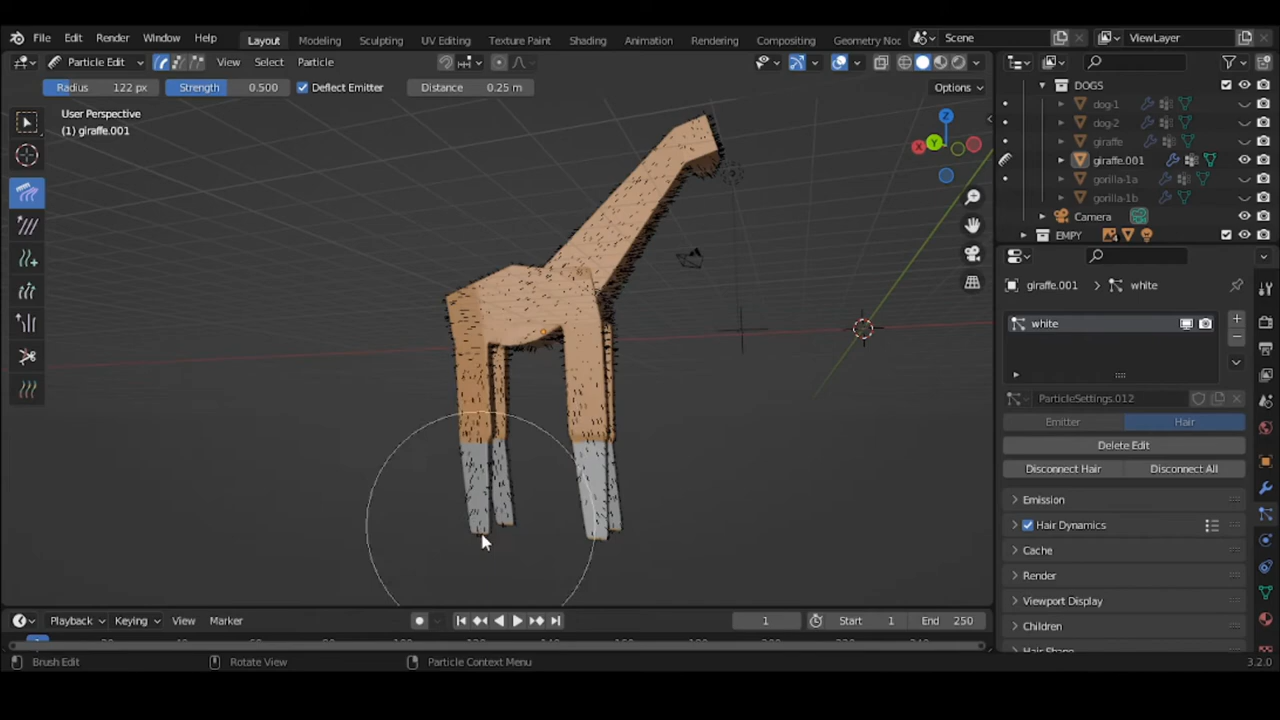 File Edit Render Window Help Layout Modeling Sculpting UV Editing Texture Paint Shading Animation Rendering Compositing Geometry Noc Scene ViewLayer
Particle Edit View Select Particle
Radius 122 px Strength 0.500 Deflect Emitter Distance 0.25 m Options
User Perspective
(1) giraffe.001
Z
X
Y
DOGS
dog-1
dog-2
giraffe
giraffe.001
gorilla-1a
gorilla-1b
Camera
EMPY
giraffe.001 white
white
ParticleSettings.012
Emitter Hair
Delete Edit
Disconnect Hair Disconnect All
Emission
Hair Dynamics
Cache
Render
Viewport Display
Children
Playback Keying View Marker 1 Start 1 End 250
Brush Edit Rotate View Particle Context Menu 3.2.0